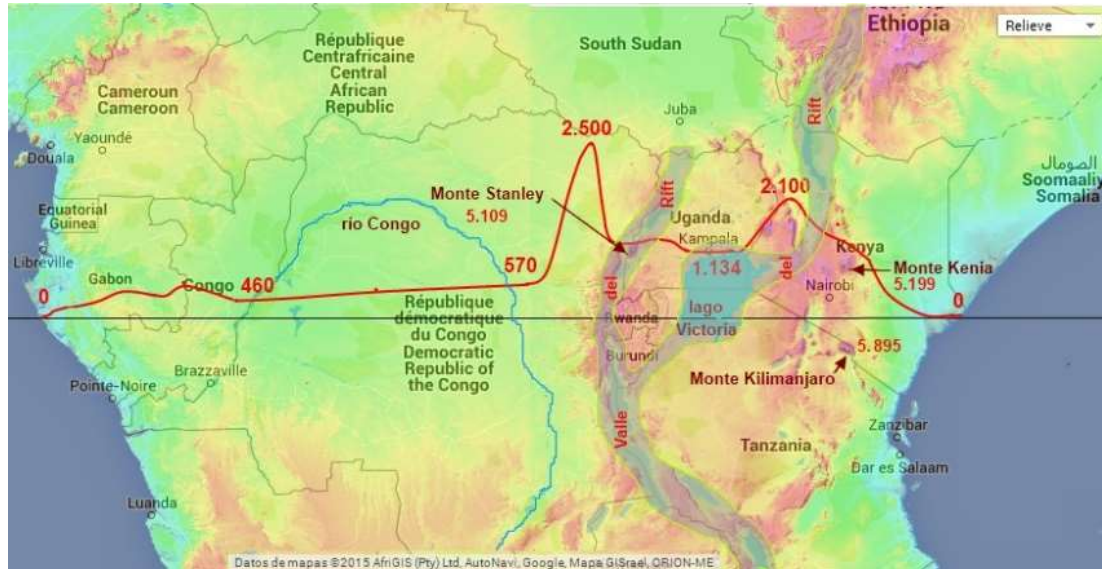 Ethiopia
Relieve
République
Centrafricaine
Central
African
Republic
South Sudan
Cameroun
Cameroon
Yaoundé
Douala
Juba
2.500
Rift
الصومال
Soomaaliy
Somalia
Monte Stanley
5.109
Rift
2.100
Equatorial
Guinea
río Congo
Uganda
Kampala
Kenya
Libreville
Gabon
Congo
460
570
1.134
del
del
Monte Kenia
5.199
Nairobi
0
0
République
démocratique
du Congo
Democratic
Republic of
the Congo
Rwanda
Burundi
lago
Victoria
5.895
Monte Kilimanjaro
Brazzaville
Pointe-Noire
Valle
Tanzania
Zanzibar
Dar es Salaam
Luanda
Datos de mapas ©2015 AfriGIS (Pty) Ltd, AutoNavi, Google, Mapa GISrael, ORION-ME